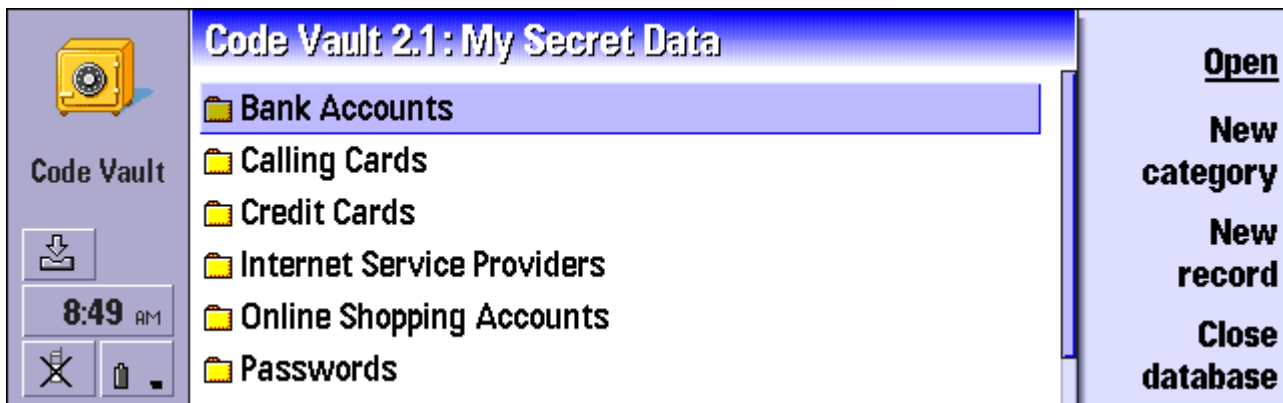 Code Vault 2.1: My Secret Data
Code Vault
8:49 AM
Bank Accounts
Calling Cards
Credit Cards
Internet Service Providers
Online Shopping Accounts
Passwords
Open
New
category
New
record
Close
database